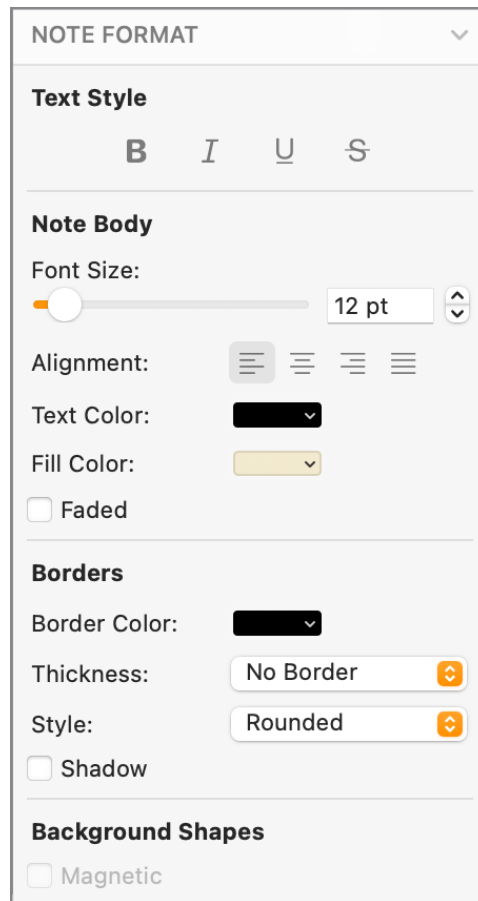 NOTE FORMAT
Text Style
B I U S
Note Body
Font Size:
12 pt
Alignment:
Text Color:
Fill Color:
Faded
Borders
Border Color:
Thickness: No Border
Style: Rounded
Shadow
Background Shapes
Magnetic